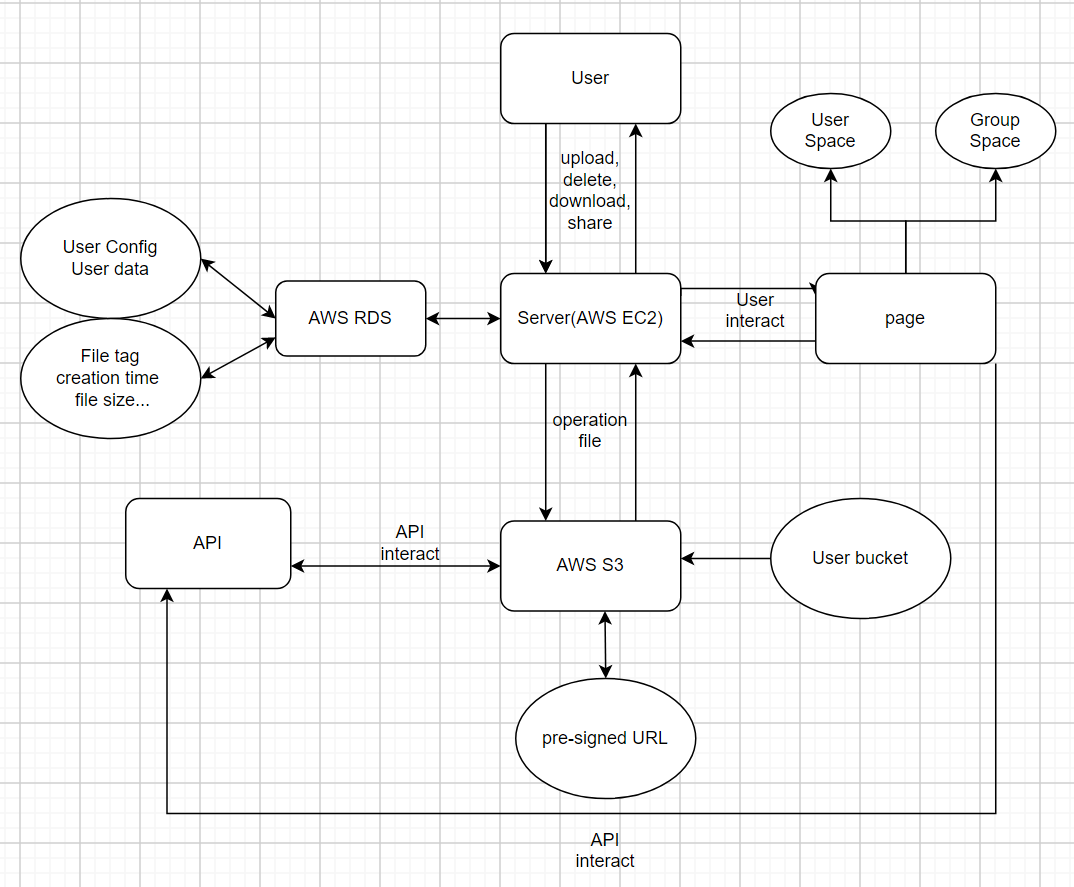 User
User
Space
Group
Space
upload,
delete,
download,
share
User Config
User data
AWS RDS
Server(AWS EC2)
User
interact
page
File tag
creation time
file size...
operation
file
API
API
interact
AWS S3
User bucket
pre-signed URL
API
interact